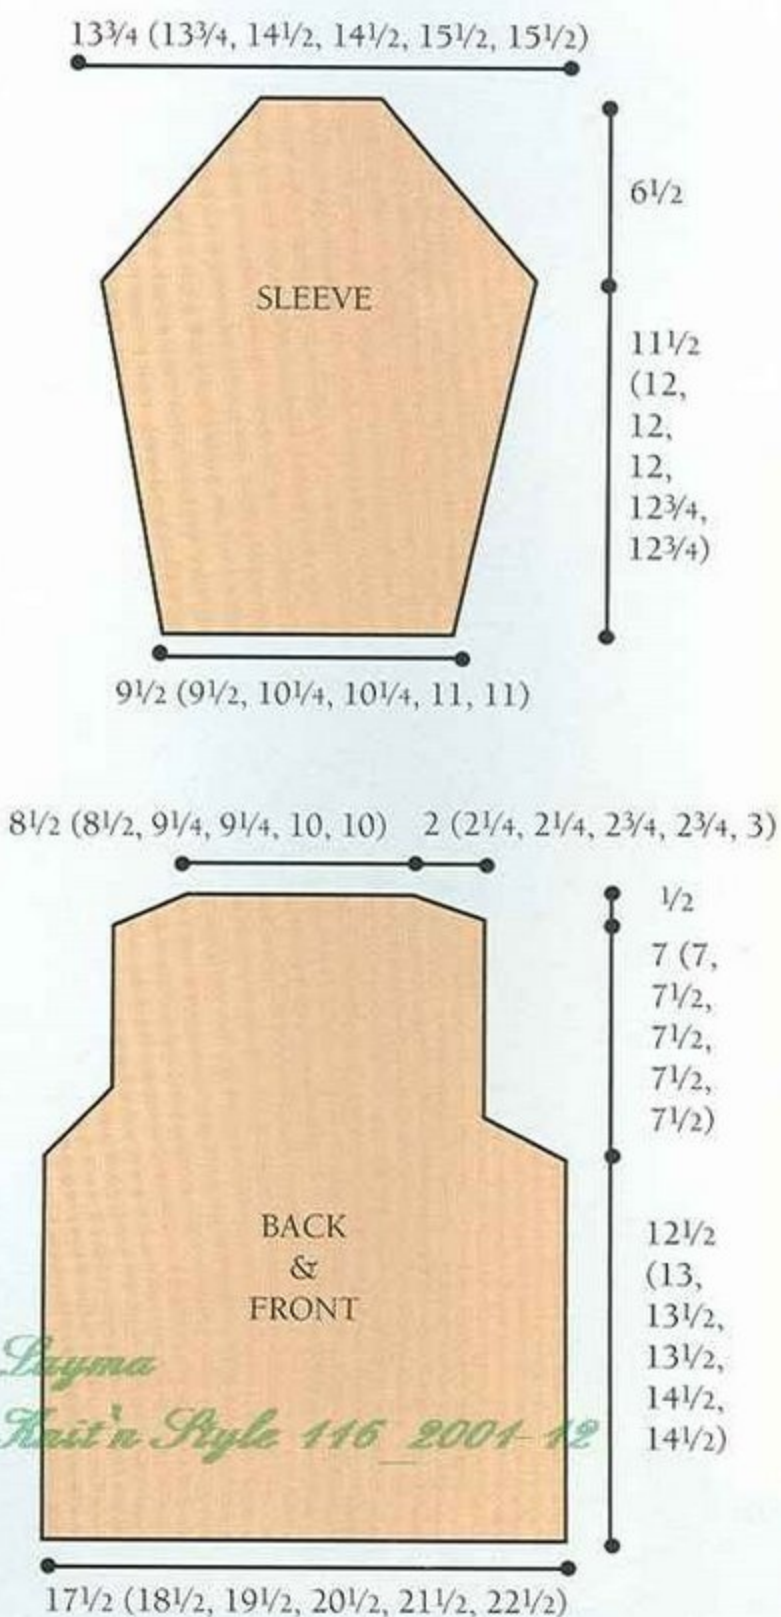 13¾ (13¾, 14½, 14½, 15½, 15½)
6½
SLEEVE
11½
(12,
12,
12,
12¾,
12¾)
9½ (9½, 10¼, 10¼, 11, 11)
8½ (8½, 9¼, 9¼, 10, 10) 2 (2¼, 2¼, 2¾, 2¾, 3)
½
7 (7,
7½,
7½,
7½,
7½)
BACK
&
FRONT
12½
(13,
13½,
13½,
14½,
14½)
Layma
Knit'n Style 116_2001-12
17½ (18½, 19½, 20½, 21½, 22½)